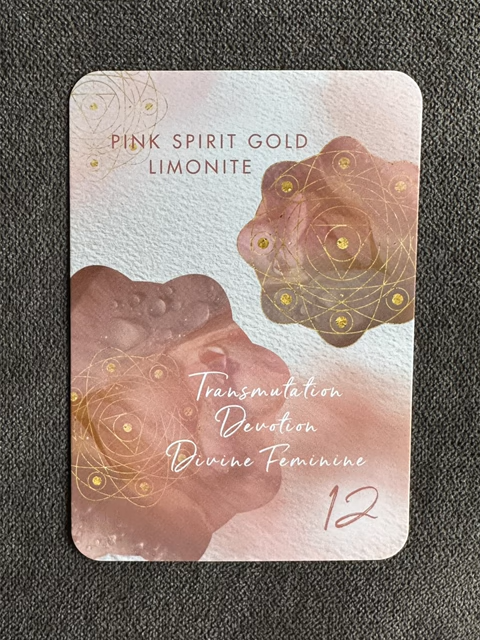 PINK SPIRIT GOLD
LIMONITE
Transmutation
Devotion
Divine Feminine
12